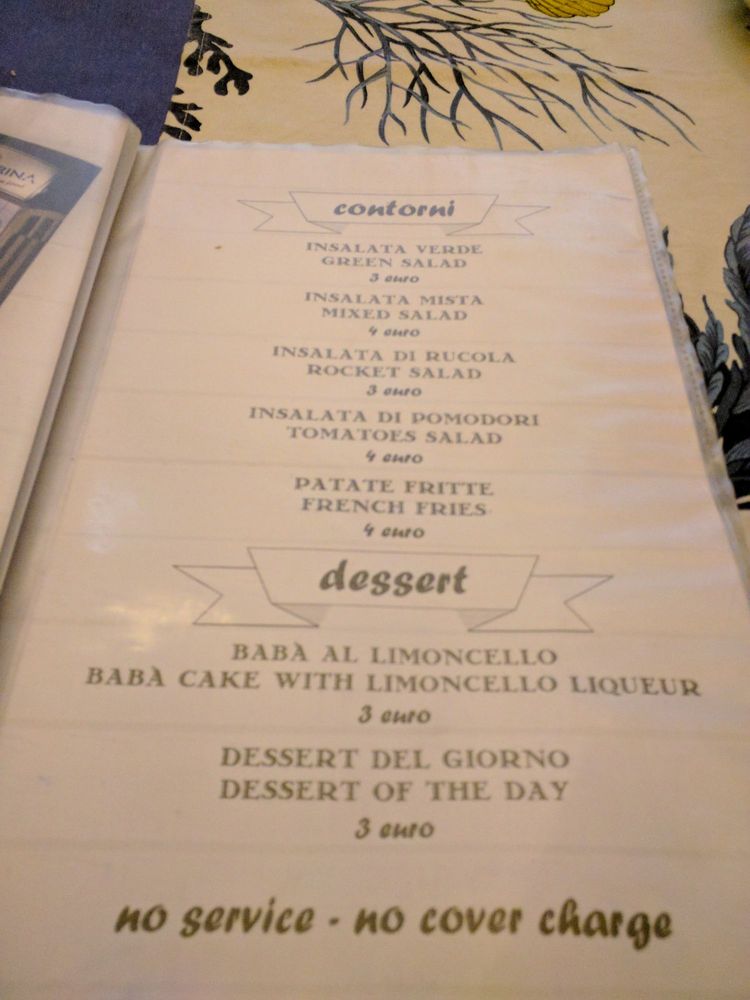 RINA
contorni
INSALATA VERDE
GREEN SALAD
3 euro
INSALATA MISTA
MIXED SALAD
4 euro
INSALATA DI RUCOLA
ROCKET SALAD
3 euro
INSALATA DI POMODORI
TOMATOES SALAD
4 euro
PATATE FRITTE
FRENCH FRIES
4 euro
dessert
BABÀ AL LIMONCELLO
BABÀ CAKE WITH LIMONCELLO LIQUEUR
3 euro
DESSERT DEL GIORNO
DESSERT OF THE DAY
3 euro
no service - no cover charge